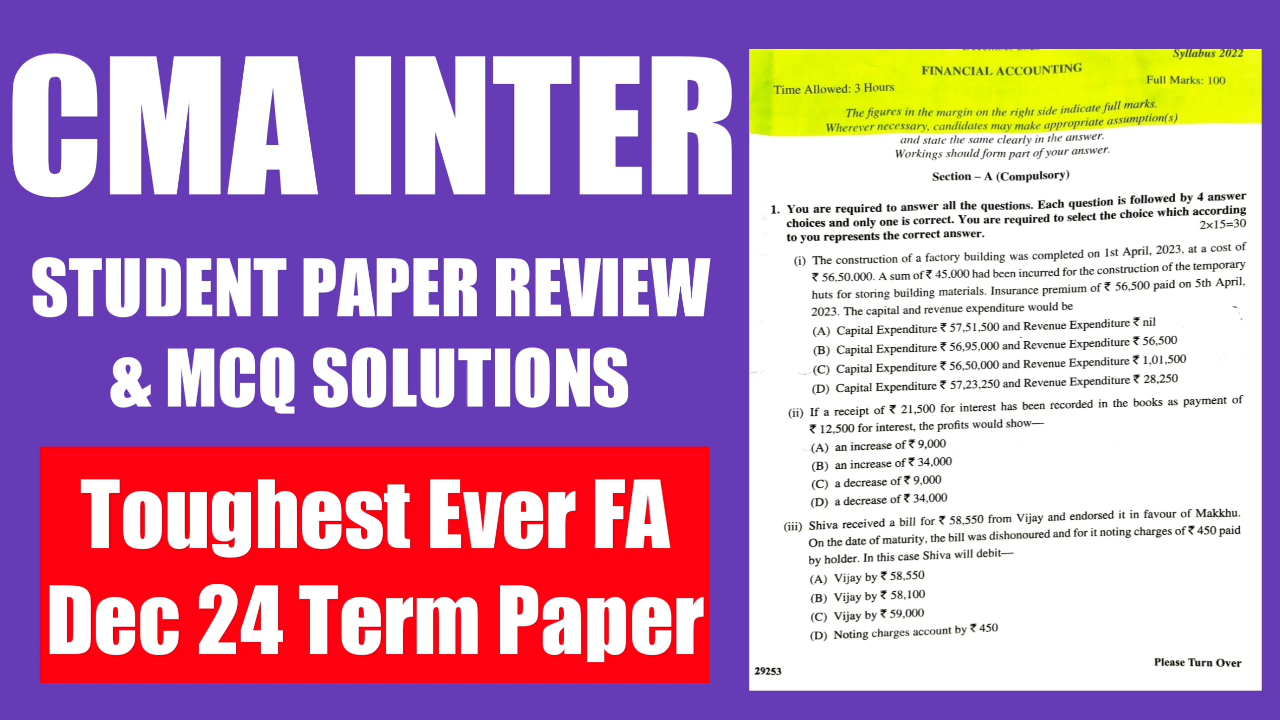 CMA INTER
STUDENT PAPER REVIEW
& MCQ SOLUTIONS
Toughest Ever FA
Dec 24 Term Paper
Syllabus 2022
FINANCIAL ACCOUNTING
Time Allowed: 3 Hours
Full Marks: 100
The figures in the margin on the right side indicate full marks.
Wherever necessary, candidates may make appropriate assumption(s)
and state the same clearly in the answer.
Workings should form part of your answer.
Section – A (Compulsory)
1. You are required to answer all the questions. Each question is followed by 4 answer
choices and only one is correct. You are required to select the choice which according
to you represents the correct answer. 2×15=30
(i) The construction of a factory building was completed on 1st April, 2023, at a cost of
₹ 56,50,000. A sum of ₹ 45,000 had been incurred for the construction of the temporary
huts for storing building materials. Insurance premium of ₹ 56,500 paid on 5th April,
2023. The capital and revenue expenditure would be
(A) Capital Expenditure ₹ 57,51,500 and Revenue Expenditure ₹ nil
(B) Capital Expenditure ₹ 56,95,000 and Revenue Expenditure ₹ 56,500
(C) Capital Expenditure ₹ 56,50,000 and Revenue Expenditure ₹ 1,01,500
(D) Capital Expenditure ₹ 57,23,250 and Revenue Expenditure ₹ 28,250
(ii) If a receipt of ₹ 21,500 for interest has been recorded in the books as payment of
₹ 12,500 for interest, the profits would show—
(A) an increase of ₹ 9,000
(B) an increase of ₹ 34,000
(C) a decrease of ₹ 9,000
(D) a decrease of ₹ 34,000
(iii) Shiva received a bill for ₹ 58,550 from Vijay and endorsed it in favour of Makkhu.
On the date of maturity, the bill was dishonoured and for it noting charges of ₹ 450 paid
by holder. In this case Shiva will debit—
(A) Vijay by ₹ 58,550
(B) Vijay by ₹ 58,100
(C) Vijay by ₹ 59,000
(D) Noting charges account by ₹ 450
Please Turn Over
29253